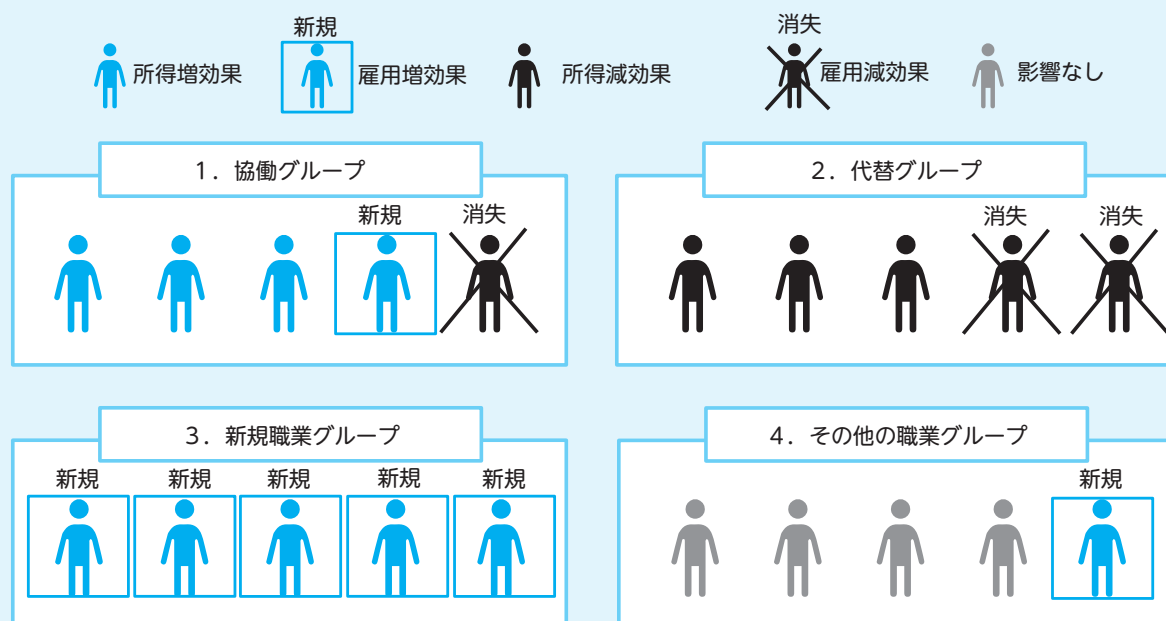 新規
消失
所得増効果
雇用増効果
所得減効果
雇用減効果
影響なし
1．協働グループ
新規
消失
2．代替グループ
消失
消失
3．新規職業グループ
新規
新規
新規
新規
新規
4．その他の職業グループ
新規